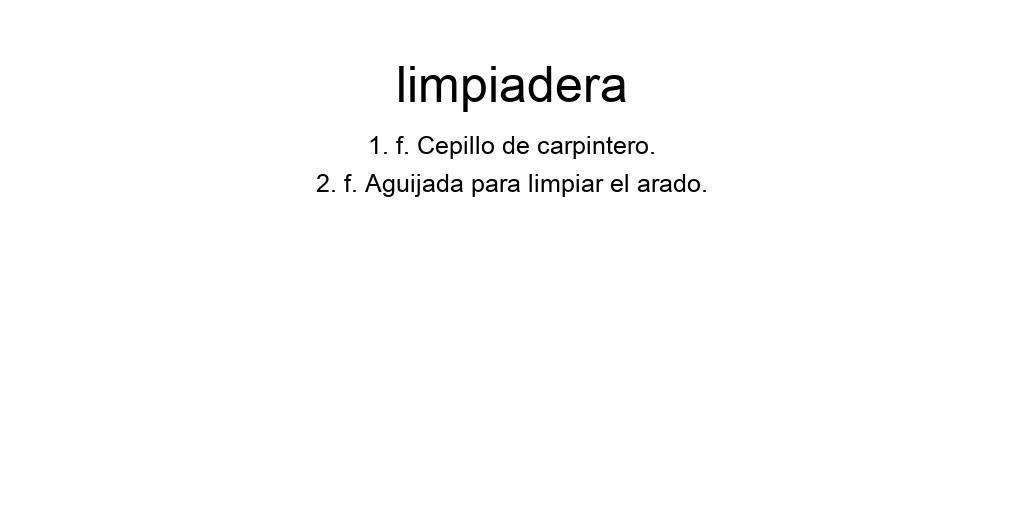 limpiadera
1. f. Cepillo de carpintero.
2. f. Aguijada para limpiar el arado.